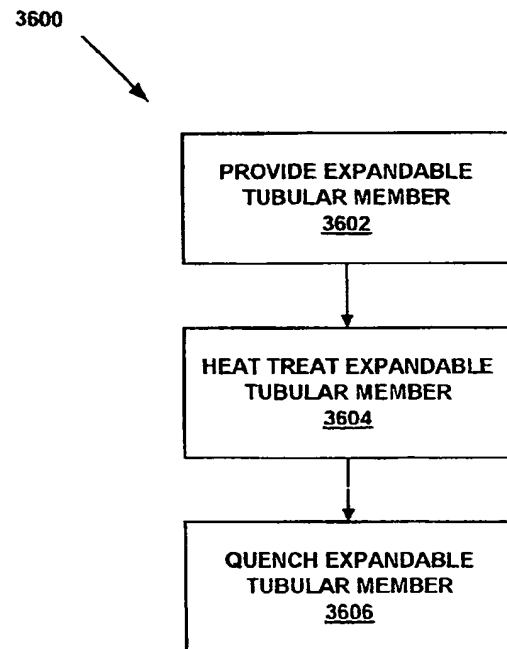 3600
PROVIDE EXPANDABLE
TUBULAR MEMBER
3602
HEAT TREAT EXPANDABLE
TUBULAR MEMBER
3604
QUENCH EXPANDABLE
TUBULAR MEMBER
3606